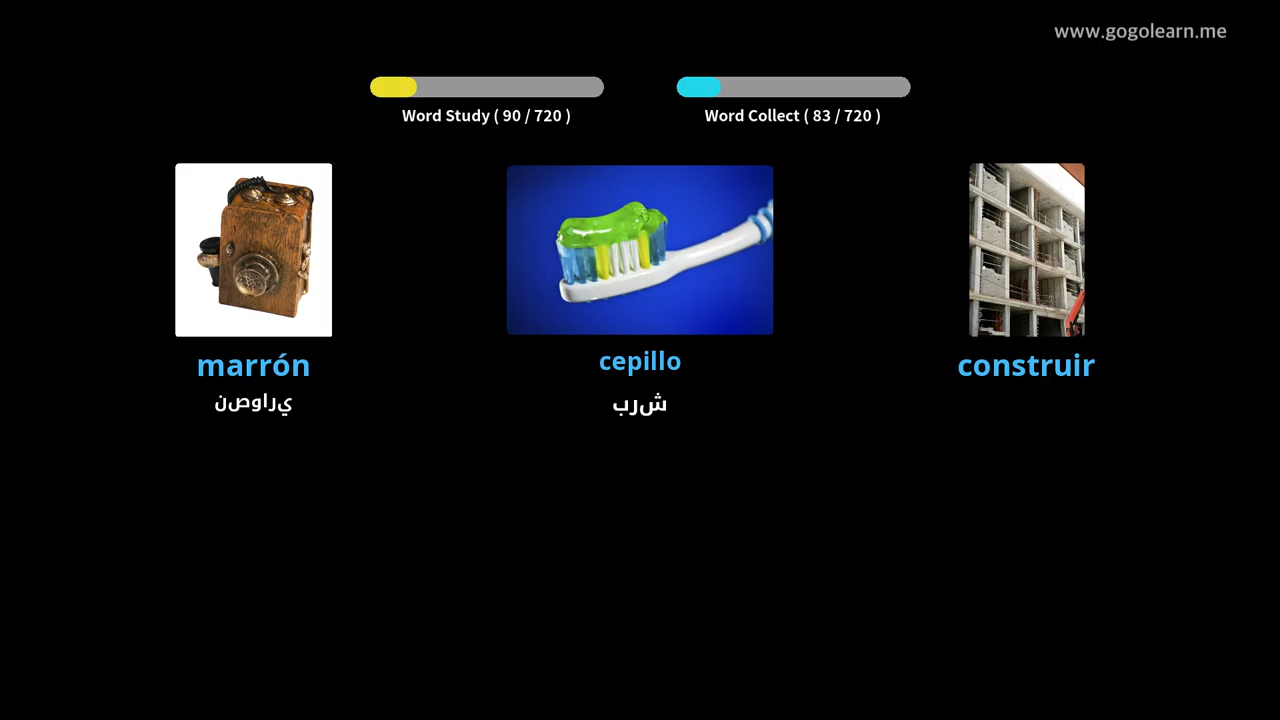 www.gogolearn.me
Word Study ( 90 / 720 )
Word Collect ( 83 / 720 )
marrón
يراوصن
cepillo
شرب
construir